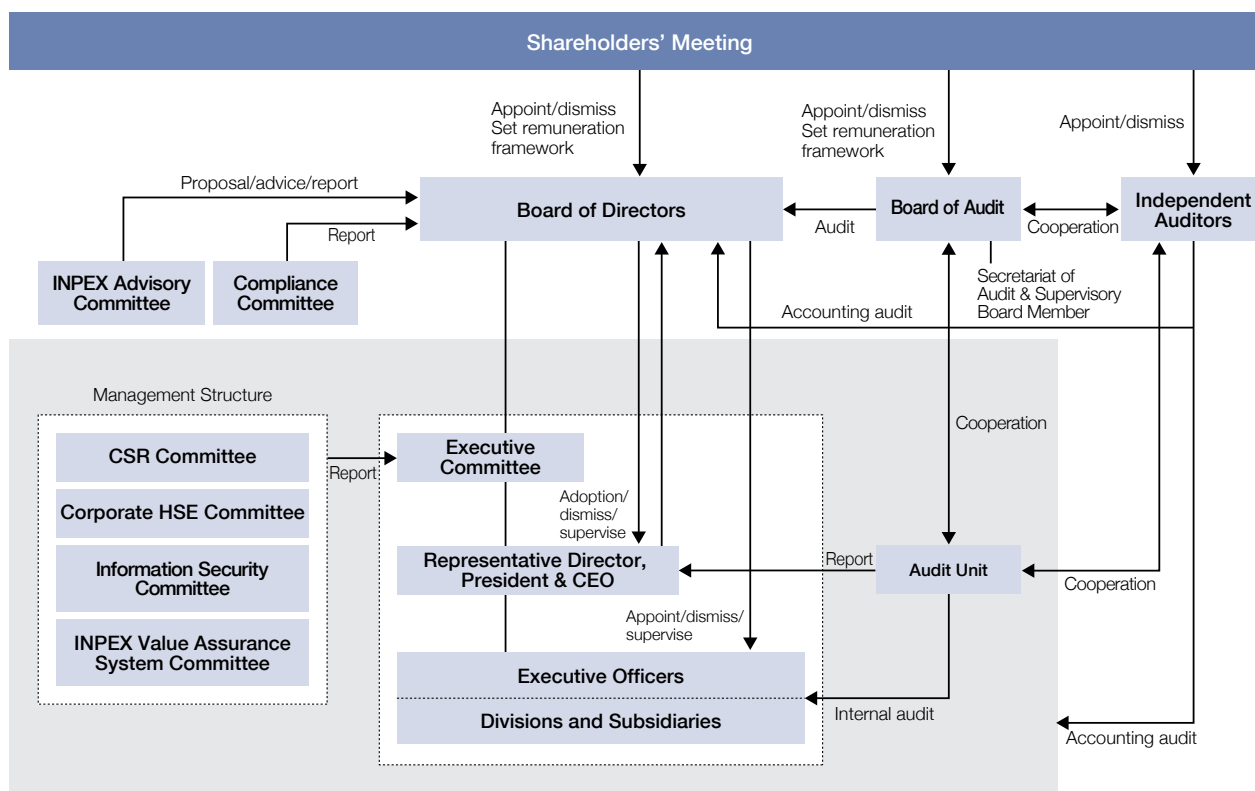 Shareholders' Meeting
Appoint/dismiss
Set remuneration
framework
Appoint/dismiss
Set remuneration
framework
Appoint/dismiss
Proposal/advice/report
Board of Directors
Audit
Board of Audit
Cooperation
Independent
Auditors
Report
INPEX Advisory
Committee
Compliance
Committee
Secretariat of
Audit & Supervisory
Board Member
Accounting audit
Management Structure
CSR Committee
Corporate HSE Committee
Information Security
Committee
INPEX Value Assurance
System Committee
Report
Executive
Committee
Cooperation
Adoption/
dismiss/
supervise
Representative Director,
President & CEO
Report
Audit Unit
Cooperation
Appoint/dismiss/
supervise
Executive Officers
Divisions and Subsidiaries
Internal audit
Accounting audit